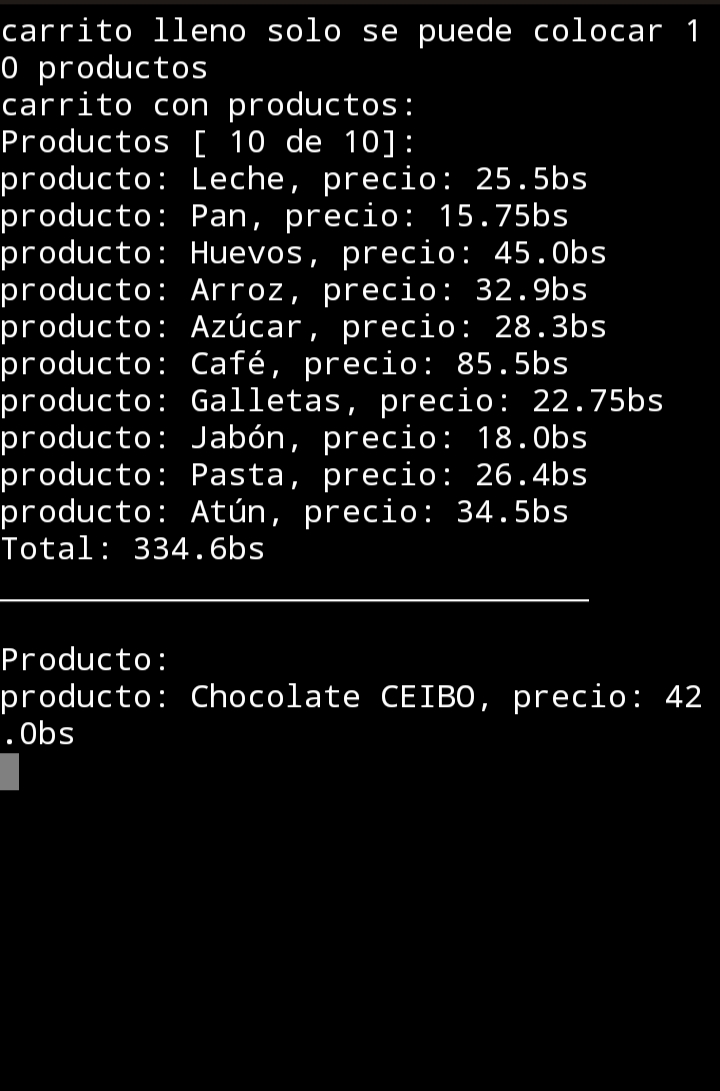 carrito lleno solo se puede colocar 1
0 productos
carrito con productos:
Productos [ 10 de 10]:
producto: Leche, precio: 25.5bs
producto: Pan, precio: 15.75bs
producto: Huevos, precio: 45.0bs
producto: Arroz, precio: 32.9bs
producto: Azúcar, precio: 28.3bs
producto: Café, precio: 85.5bs
producto: Galletas, precio: 22.75bs
producto: Jabón, precio: 18.0bs
producto: Pasta, precio: 26.4bs
producto: Atún, precio: 34.5bs
Total: 334.6bs
_______________________________
Producto:
producto: Chocolate CEIBO, precio: 42
.0bs